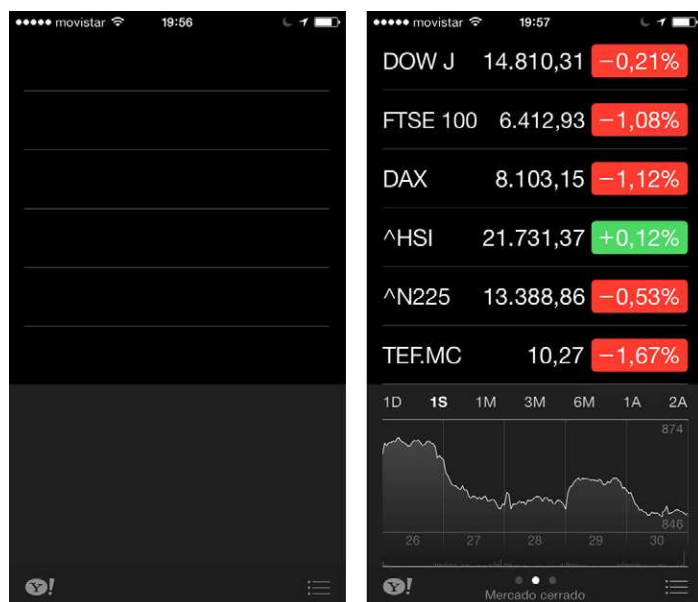 movistar 19:56
Y!
movistar 19:57
DOW J 14.810,31 −0,21%
FTSE 100 6.412,93 −1,08%
DAX 8.103,15 −1,12%
^HSI 21.731,37 +0,12%
^N225 13.388,86 −0,53%
TEF.MC 10,27 −1,67%
1D 1S 1M 3M 6M 1A 2A
874
846
26 27 28 29 30
Y!
Mercado cerrado